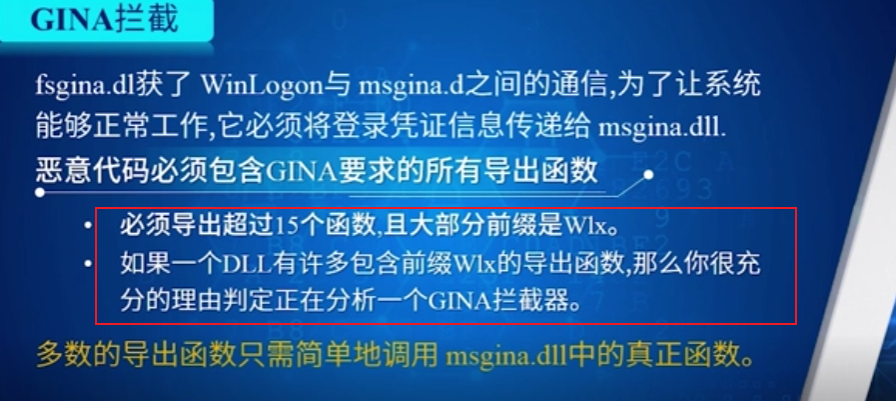 GINA拦截
fsgina.dl获了 WinLogon与 msgina.d之间的通信,为了让系统
能够正常工作,它必须将登录凭证信息传递给 msgina.dll.
恶意代码必须包含GINA要求的所有导出函数
• 必须导出超过15个函数,且大部分前缀是Wlx。
• 如果一个DLL有许多包含前缀Wlx的导出函数,那么你很充
分的理由判定正在分析一个GINA拦截器。
多数的导出函数只需简单地调用 msgina.dll中的真正函数。